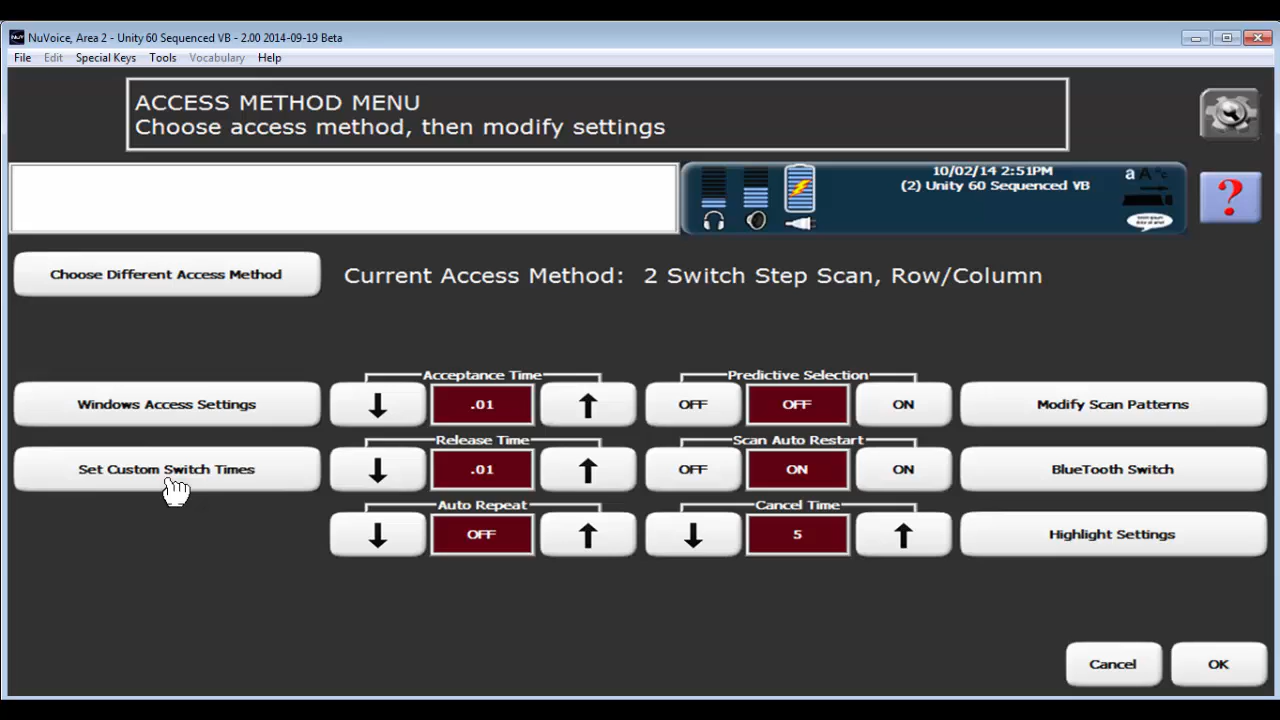 NuVoice, Area 2 - Unity 60 Sequenced VB - 2.00 2014-09-19 Beta
File Edit Special Keys Tools Vocabulary Help
ACCESS METHOD MENU
Choose access method, then modify settings
10/02/14 2:51PM
(2) Unity 60 Sequenced VB
?
Choose Different Access Method
Current Access Method: 2 Switch Step Scan, Row/Column
Acceptance Time
Predictive Selection
Windows Access Settings
.01
OFF
OFF
ON
Modify Scan Patterns
Release Time
Scan Auto Restart
Set Custom Switch Times
.01
OFF
ON
ON
BlueTooth Switch
Auto Repeat
Cancel Time
OFF
5
Highlight Settings
Cancel
OK